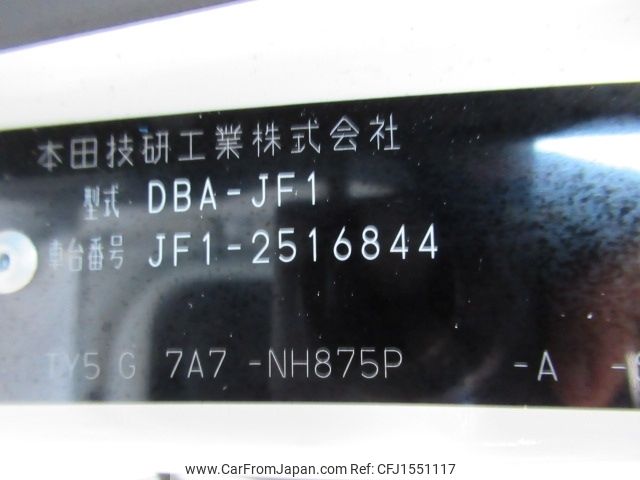 本田技研工業株式会社
型式 DBA-JF1
車台番号 JF1-2516844
TY5 G 7A7 -NH875P -A
www.CarFromJapan.com CFJ1551117